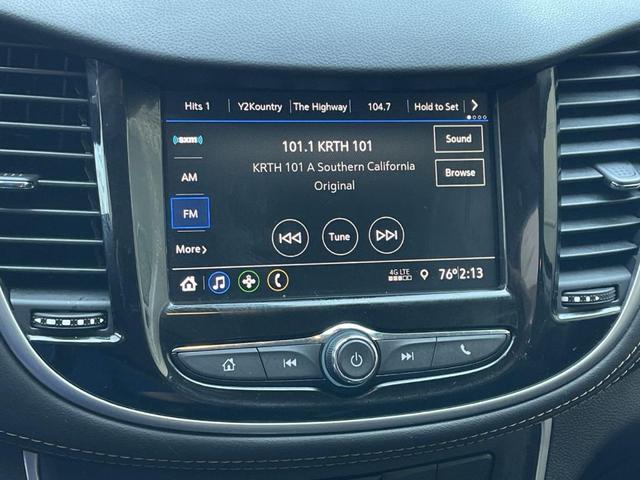 Hits 1 Y2Kountry The Highway 104.7 Hold to Set
sxm 101.1 KRTH 101 Sound
KRTH 101 A Southern California
Original
Browse
AM
FM
Tune
More
4G LTE
76° 2:13